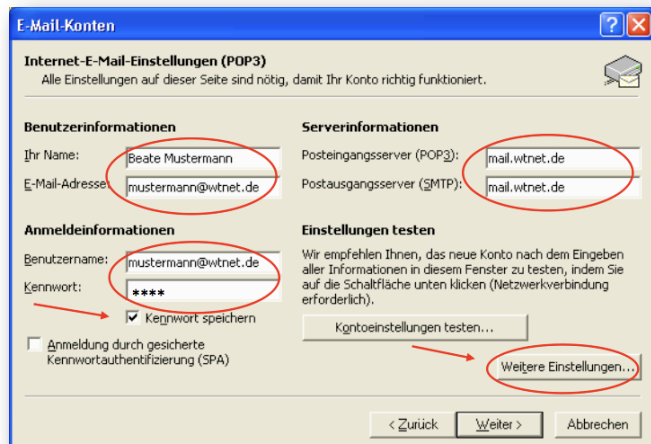 E-Mail-Konten
Internet-E-Mail-Einstellungen (POP3)
Alle Einstellungen auf dieser Seite sind nötig, damit Ihr Konto richtig funktioniert.
Benutzerinformationen
Ihr Name: Beate Mustermann
E-Mail-Adresse: mustermann@wtnet.de
Serverinformationen
Posteingangsserver (POP3): mail.wtnet.de
Postausgangsserver (SMTP): mail.wtnet.de
Anmeldeinformationen
Benutzername: mustermann@wtnet.de
Kennwort: ****
Kennwort speichern
Anmeldung durch gesicherte
Kennwortauthentifizierung (SPA)
Einstellungen testen
Wir empfehlen Ihnen, das neue Konto nach dem Eingeben
aller Informationen in diesem Fenster zu testen, indem Sie
auf die Schaltfläche unten klicken (Netzwerkverbindung
erforderlich).
Kontoeinstellungen testen...
Weitere Einstellungen...
< Zurück
Weiter >
Abbrechen